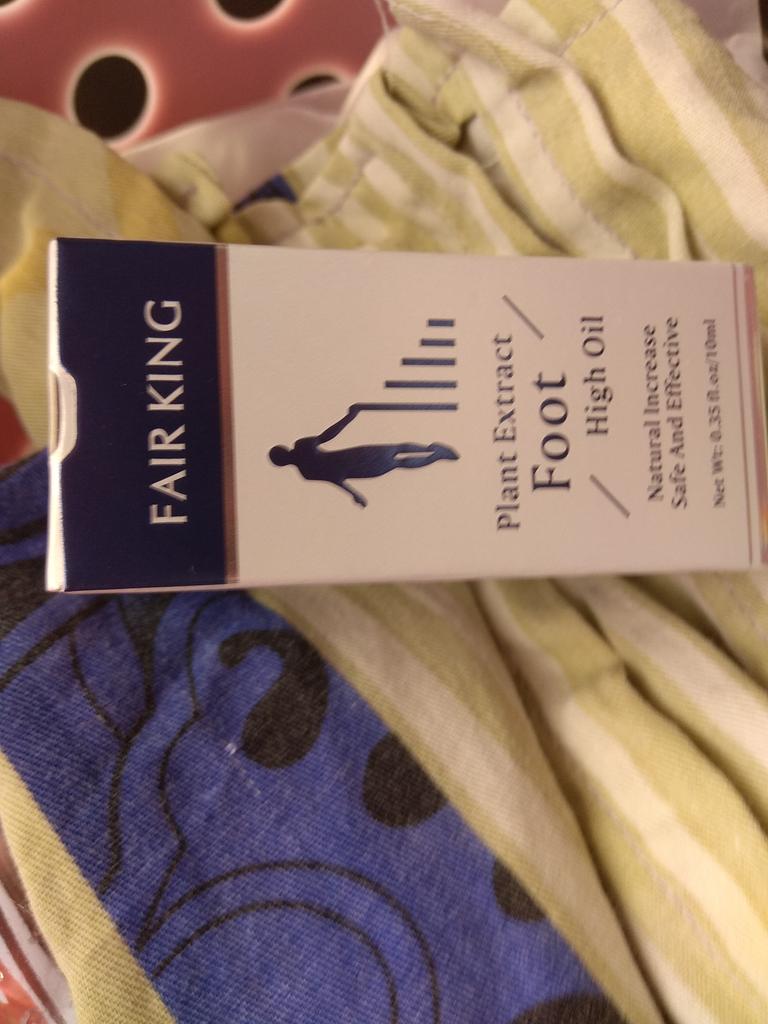 FAIR KING
Plant Extract
Foot
High Oil
Natural Increase
Safe And Effective
Net Wt: 0.35 fl.oz/10ml